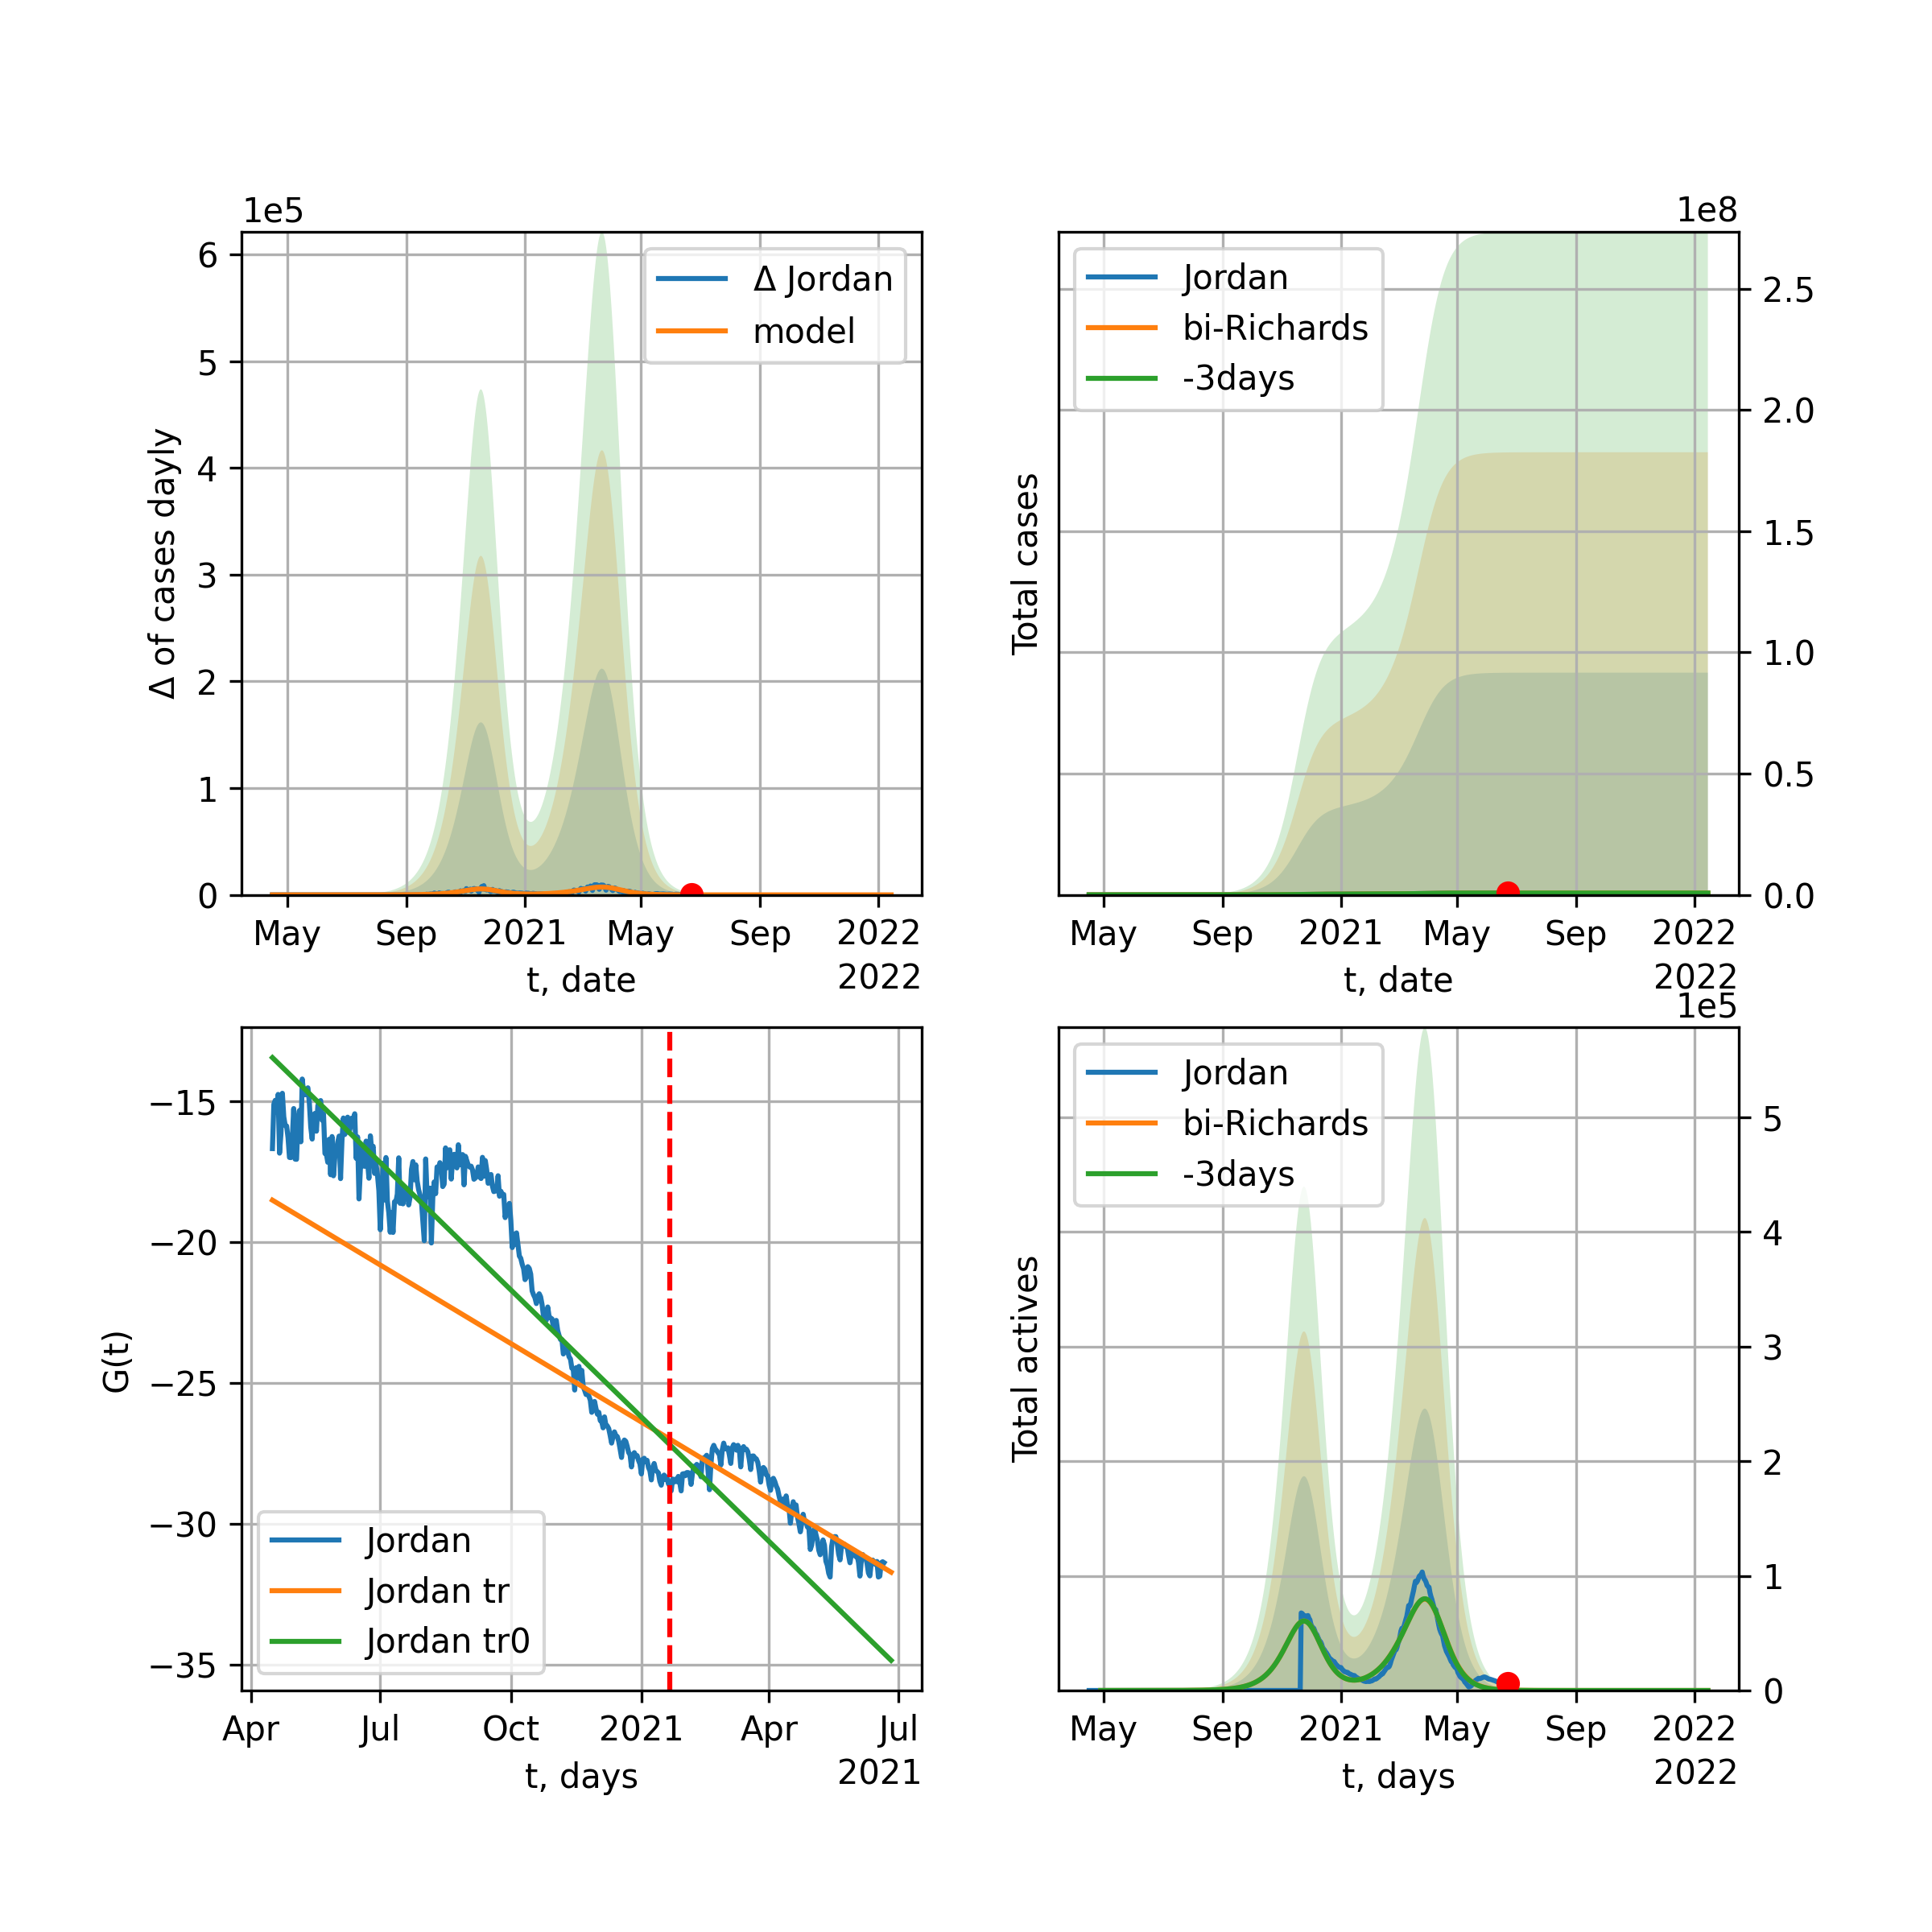 1e5
6
5
4
3
2
1
0
Δ of cases dayly
Δ Jordan
model
May Sep 2021 May Sep 2022
t, date
2022
1e8
Total cases
Jordan
bi-Richards
-3days
2.5
2.0
1.5
1.0
0.5
0.0
May Sep 2021 May Sep 2022
t, date
2022
G(t)
−15
−20
−25
−30
−35
Jordan
Jordan tr
Jordan tr0
Apr Jul Oct 2021 Apr Jul
t, days
2021
1e5
Total actives
Jordan
bi-Richards
-3days
5
4
3
2
1
0
May Sep 2021 May Sep 2022
t, days
2022